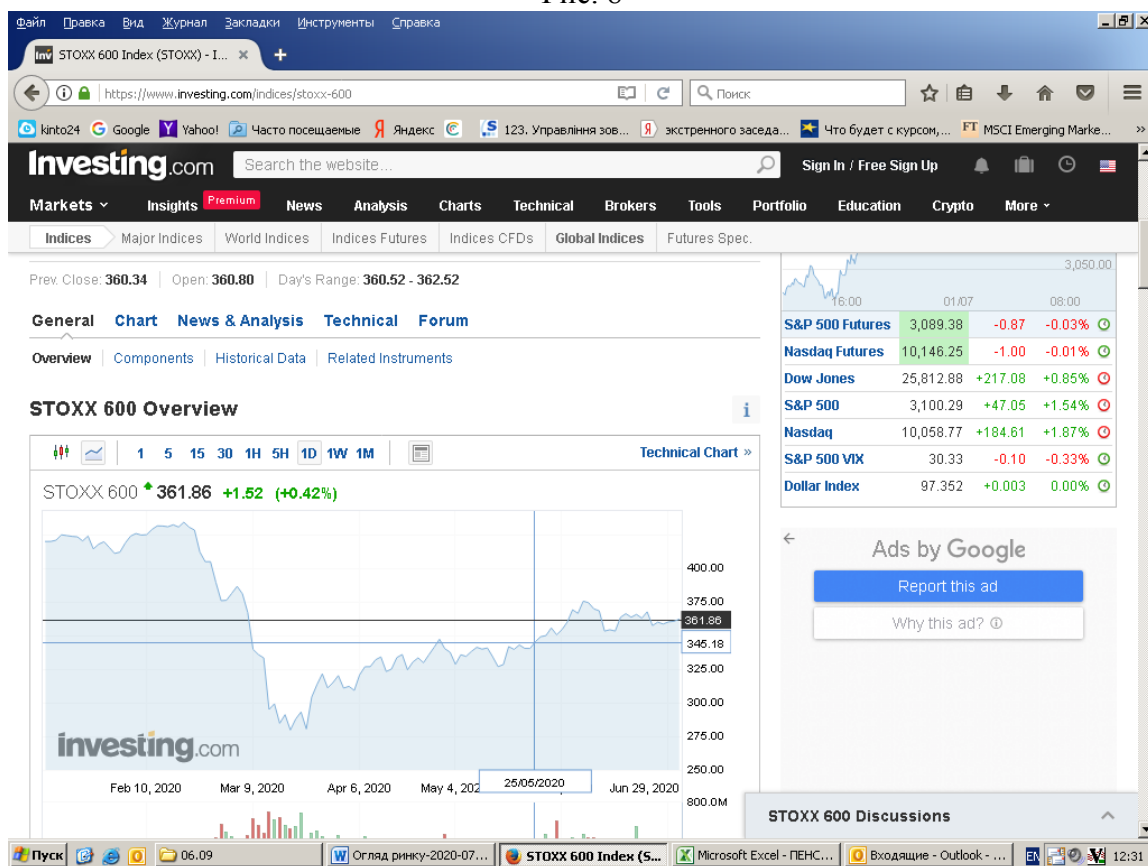 Файл Правка Вид Журнал Закладки Инструменты Справка
STOXX 600 Index (STOXX) - I...
https://www.investing.com/indices/stoxx-600 Поиск
kinto24 Google Yahoo! Часто посещаемые Яндекс 123. Управління зов... экстренного заседа... Что будет с курсом,... MSCI Emerging Marke...
Investing.com Search the website... Sign In / Free Sign Up
Markets Insights Premium News Analysis Charts Technical Brokers Tools Portfolio Education Crypto More
Indices Major Indices World Indices Indices Futures Indices CFDs Global Indices Futures Spec.
Prev. Close: 360.34 Open: 360.80 Day's Range: 360.52 - 362.52
General Chart News & Analysis Technical Forum
Overview Components Historical Data Related Instruments
STOXX 600 Overview
1 5 15 30 1H 5H 1D 1W 1M Technical Chart »
STOXX 600 361.86 +1.52 (+0.42%)
400.00
375.00
361.86
345.18
325.00
300.00
275.00
250.00
investing.com
Feb 10, 2020 Mar 9, 2020 Apr 6, 2020 May 4, 202 25/05/2020 Jun 29, 2020
800.0M
3,050.00
16:00 01/07 08:00
S&P 500 Futures 3,089.38 -0.87 -0.03%
Nasdaq Futures 10,146.25 -1.00 -0.01%
Dow Jones 25,812.88 +217.08 +0.85%
S&P 500 3,100.29 +47.05 +1.54%
Nasdaq 10,058.77 +184.61 +1.87%
S&P 500 VIX 30.33 -0.10 -0.33%
Dollar Index 97.352 +0.003 0.00%
Ads by Google
Report this ad
Why this ad?
STOXX 600 Discussions
Пуск 06.09 Огляд ринку-2020-07... STOXX 600 Index (S... Microsoft Excel - ПЕНС... Входящие - Outlook - ... EN 12:3